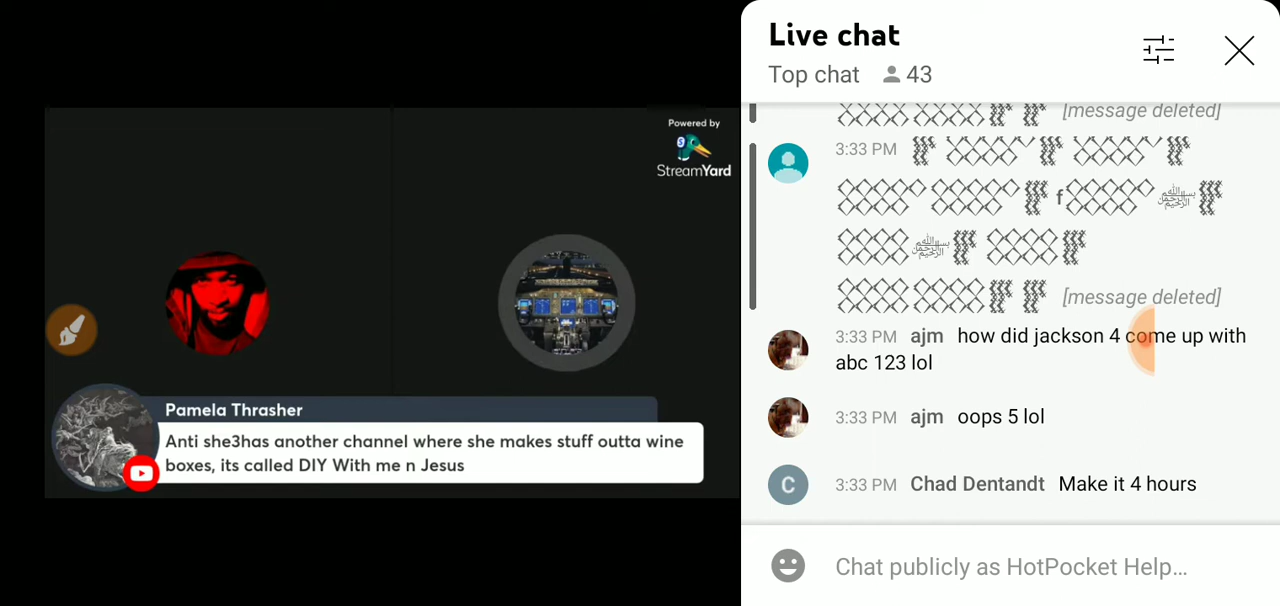 Powered by
StreamYard
Pamela Thrasher
Anti she3has another channel where she makes stuff outta wine
boxes, its called DIY With me n Jesus
Live chat
Top chat 43
[message deleted]
3:33 PM
f ﷽
﷽
[message deleted]
3:33 PM ajm how did jackson 4 come up with
abc 123 lol
3:33 PM ajm oops 5 lol
C 3:33 PM Chad Dentandt Make it 4 hours
Chat publicly as HotPocket Help...